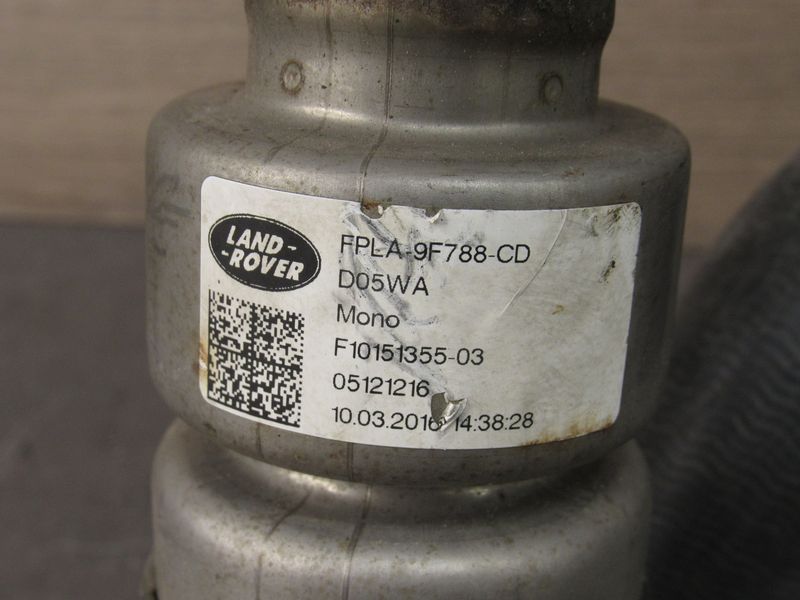 LAND-
-ROVER
FPLA-9F788-CD
D05WA
Mono
F10151355-03
05121216
10.03.2016 14:38:28